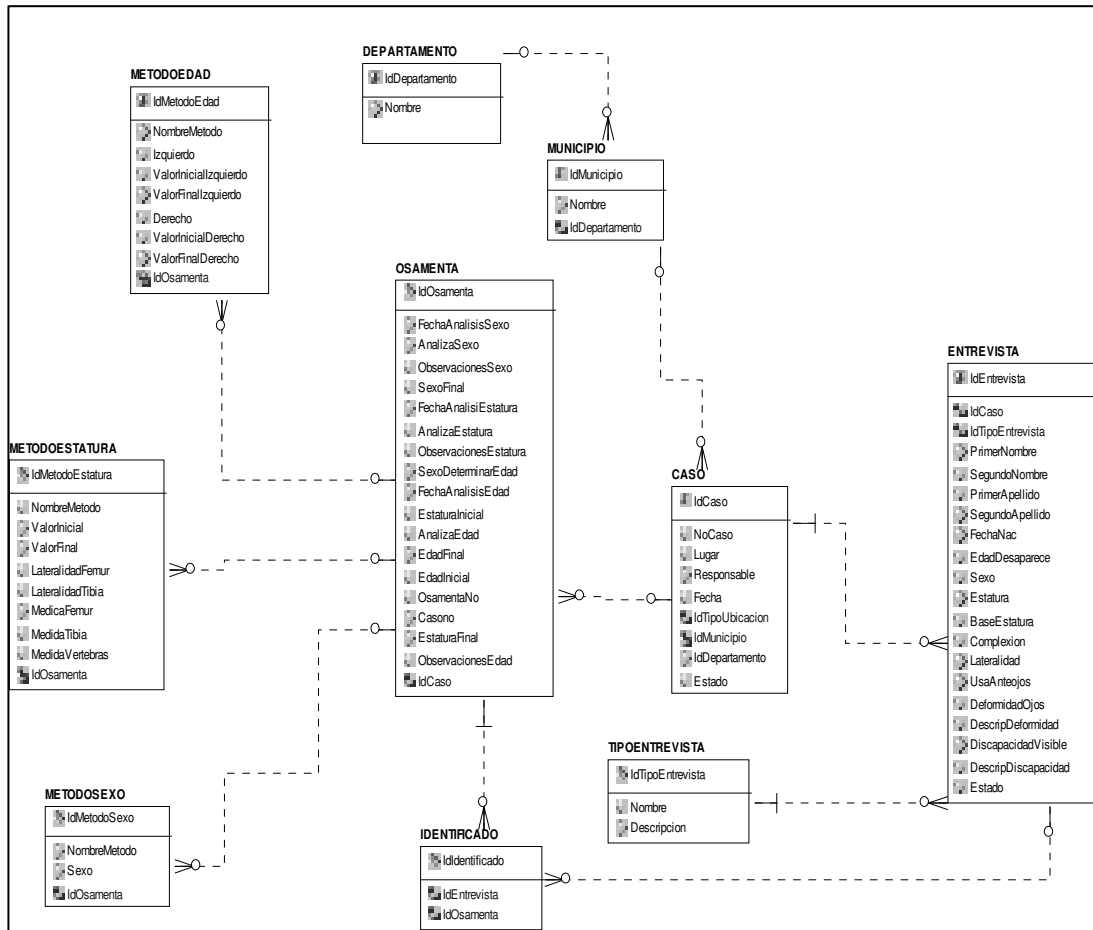 DEPARTAMENTO
IdDepartamento
Nombre
METODOEDAD
IdMetodoEdad
NombreMetodo
Izquierdo
ValorInicialIzquierdo
ValorFinalIzquierdo
Derecho
ValorInicialDerecho
ValorFinalDerecho
IdOsamenta
MUNICIPIO
IdMunicipio
Nombre
IdDepartamento
OSAMENTA
IdOsamenta
FechaAnalisisSexo
AnalizaSexo
ObservacionesSexo
SexoFinal
FechaAnalisiEstatura
AnalizaEstatura
ObservacionesEstatura
SexoDeterminarEdad
FechaAnalisisEdad
EstaturaInicial
AnalizaEdad
EdadFinal
EdadInicial
OsamentaNo
Casono
EstaturaFinal
ObservacionesEdad
IdCaso
ENTREVISTA
IdEntrevista
IdCaso
IdTipoEntrevista
PrimerNombre
SegundoNombre
PrimerApellido
SegundoApellido
FechaNac
EdadDesaparece
Sexo
Estatura
BaseEstatura
Complexion
Lateralidad
UsaAnteojos
DeformidadOjos
DescripDeformidad
DiscapacidadVisible
DescripDiscapacidad
Estado
METODOESTATURA
IdMetodoEstatura
NombreMetodo
ValorInicial
ValorFinal
LateralidadFemur
LateralidadTibia
MedicaFemur
MedidaTibia
MedidaVertebras
IdOsamenta
CASO
IdCaso
NoCaso
Lugar
Responsable
Fecha
IdTipoUbicacion
IdMunicipio
IdDepartamento
Estado
TIPOENTREVISTA
IdTipoEntrevista
Nombre
Descripcion
METODOSEXO
IdMetodoSexo
NombreMetodo
Sexo
IdOsamenta
IDENTIFICADO
IdIdentificado
IdEntrevista
IdOsamenta